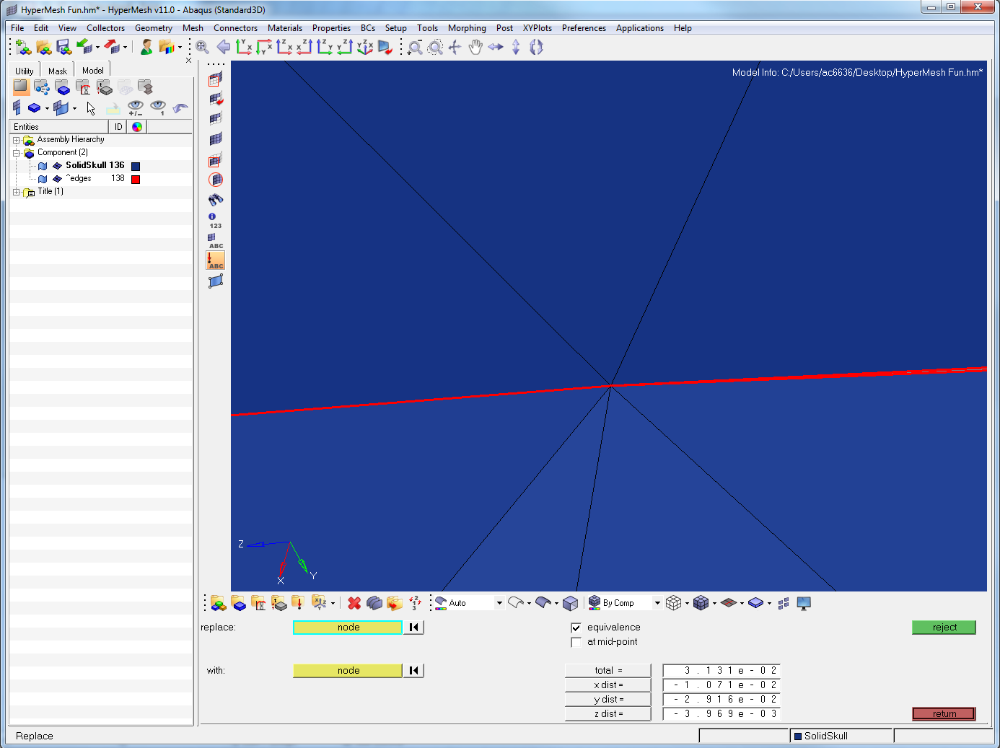 HyperMesh Fun.hm* - HyperMesh v11.0 - Abaqus (Standard3D)
File Edit View Collectors Geometry Mesh Connectors Materials Properties BCs Setup Tools Morphing Post XYPlots Preferences Applications Help
Utility Mask Model
Model Info: C:/Users/ac6636/Desktop/HyperMesh Fun.hm*
Entities ID
Assembly Hierarchy
Component (2)
SolidSkull 136
^edges 138
Title (1)
123
ABC
ABC
Z
X
Y
Auto
By Comp
replace: node
equivalence
reject
at mid-point
with: node
total = 3.131e-02
x dist = -1.071e-02
y dist = -2.916e-02
z dist = -3.969e-03
return
Replace
SolidSkull